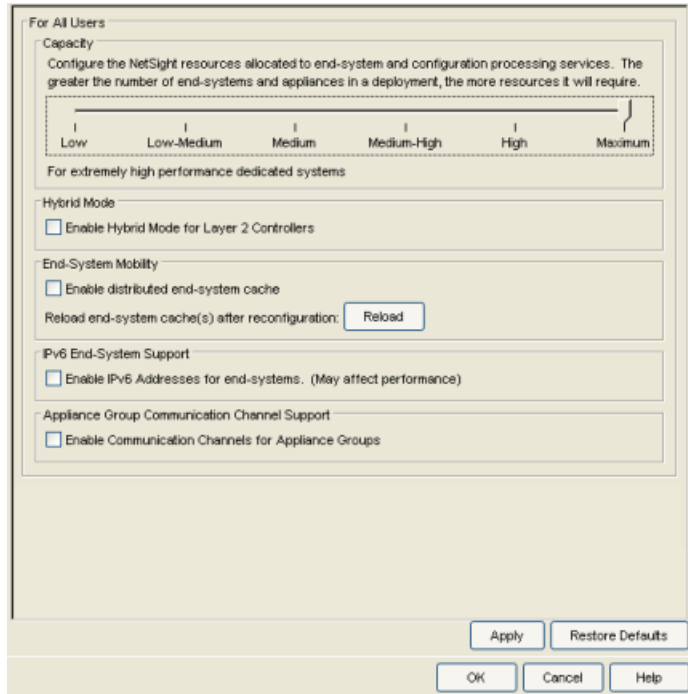 For All Users
Capacity
Configure the NetSight resources allocated to end-system and configuration processing services. The
greater the number of end-systems and appliances in a deployment, the more resources it will require.
Low Low-Medium Medium Medium-High High Maximum
For extremely high performance dedicated systems
Hybrid Mode
Enable Hybrid Mode for Layer 2 Controllers
End-System Mobility
Enable distributed end-system cache
Reload end-system cache(s) after reconfiguration: Reload
IPv6 End-System Support
Enable IPv6 Addresses for end-systems. (May affect performance)
Appliance Group Communication Channel Support
Enable Communication Channels for Appliance Groups
Apply Restore Defaults
OK Cancel Help